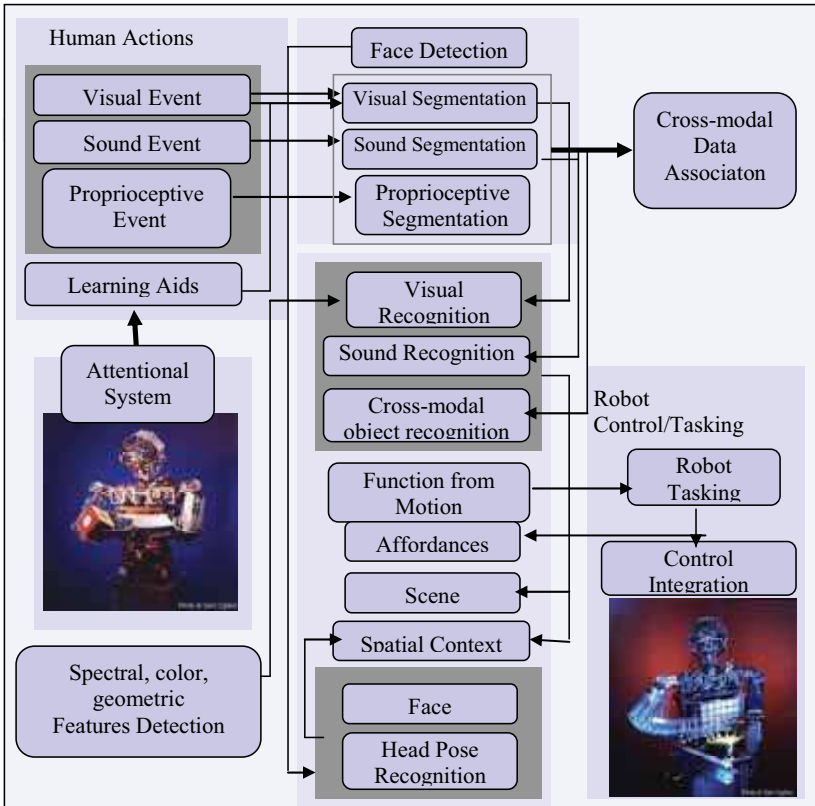 Human Actions
Visual Event
Sound Event
Proprioceptive
Event
Learning Aids
Attentional
System
Spectral, color,
geometric
Features Detection
Face Detection
Visual Segmentation
Sound Segmentation
Proprioceptive
Segmentation
Cross-modal
Data
Associaton
Visual
Recognition
Sound Recognition
Cross-modal
object recognition
Function from
Motion
Affordances
Scene
Spatial Context
Face
Head Pose
Recognition
Robot
Control/Tasking
Robot
Tasking
Control
Integration